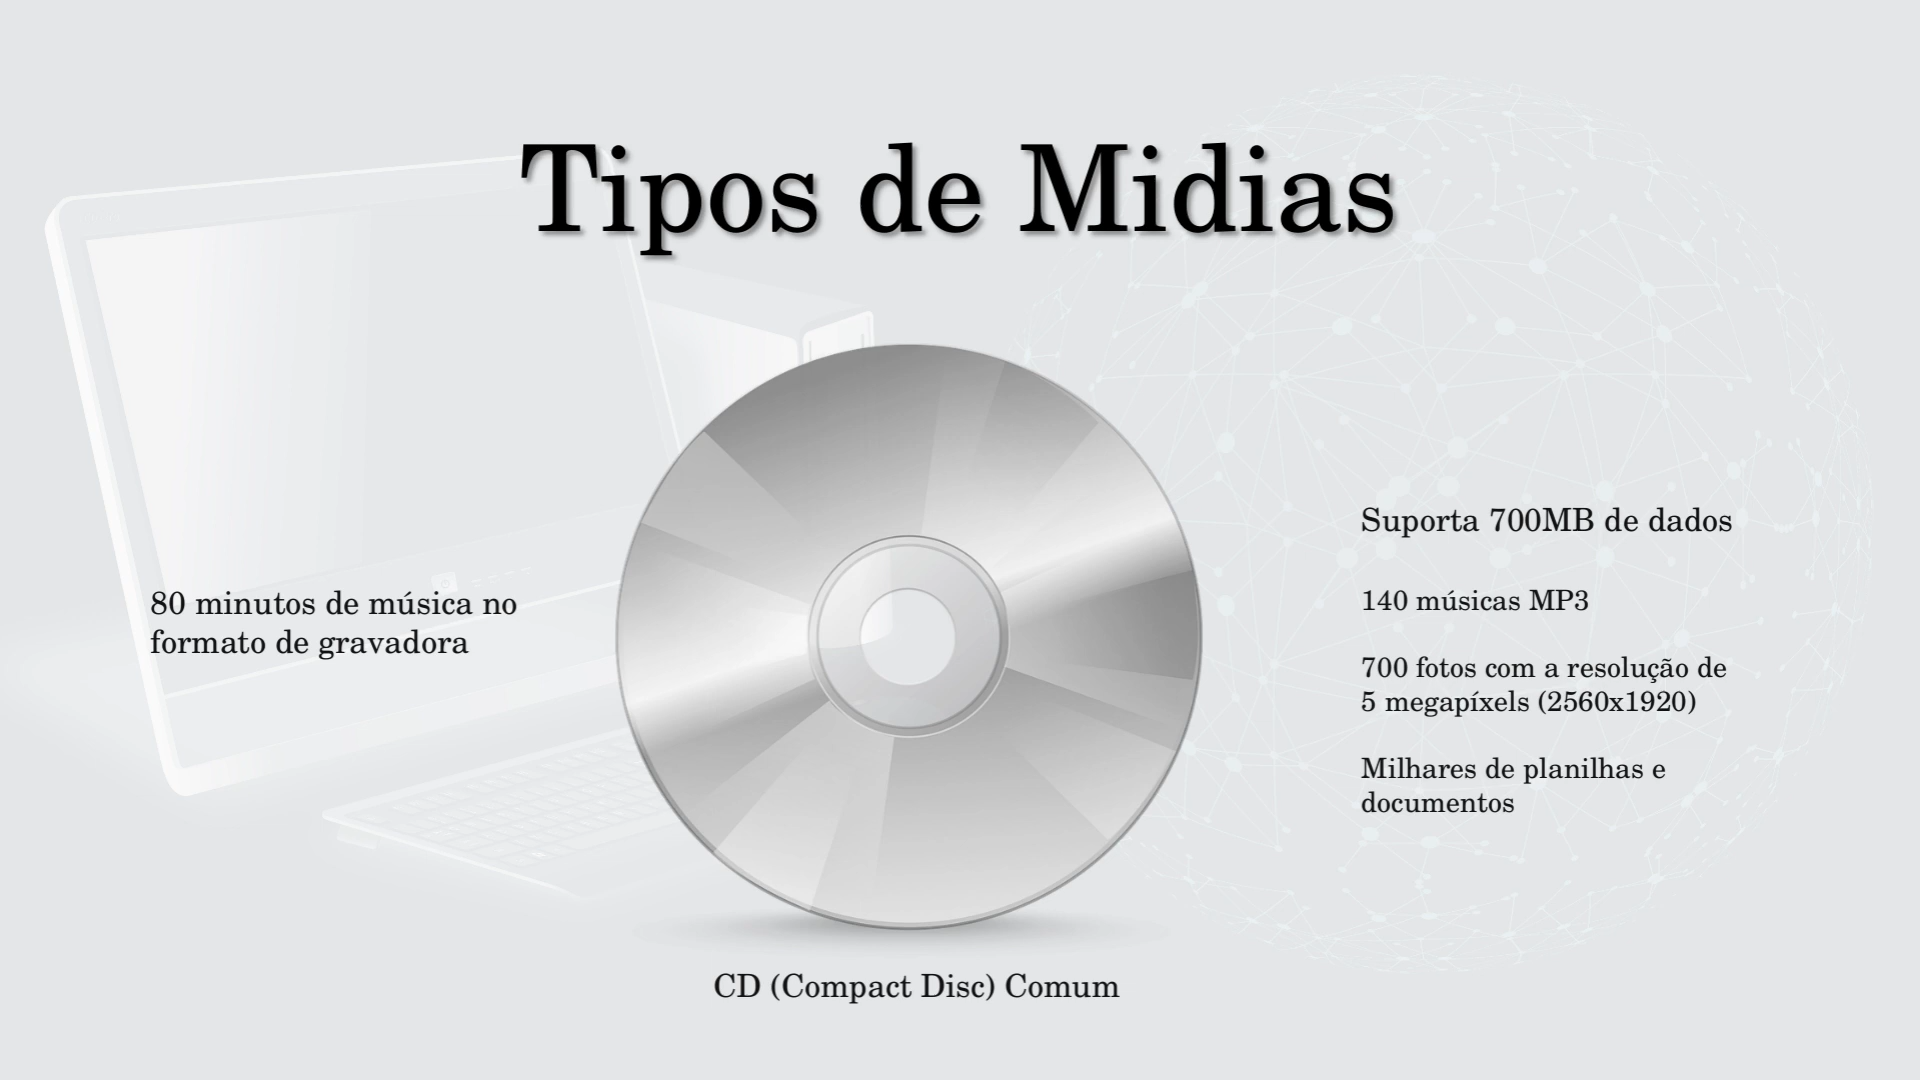 Tipos de Midias
80 minutos de música no
formato de gravadora
Suporta 700MB de dados
140 músicas MP3
700 fotos com a resolução de
5 megapíxels (2560x1920)
Milhares de planilhas e
documentos
CD (Compact Disc) Comum